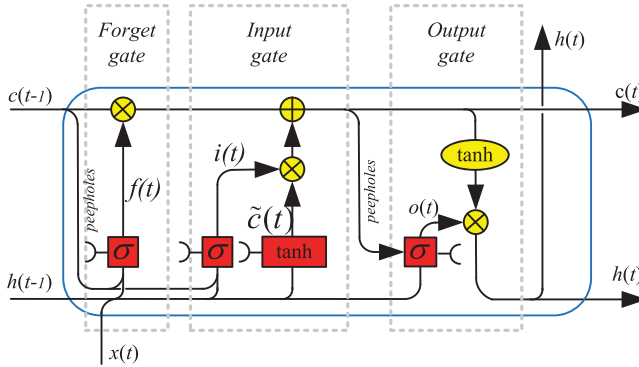 Forget gate
Input gate
Output gate
h(t)
c(t-1)
c(t)
peepholes
f(t)
i(t)
c̃(t)
peepholes
tanh
o(t)
σ
σ
tanh
σ
h(t-1)
h(t)
x(t)